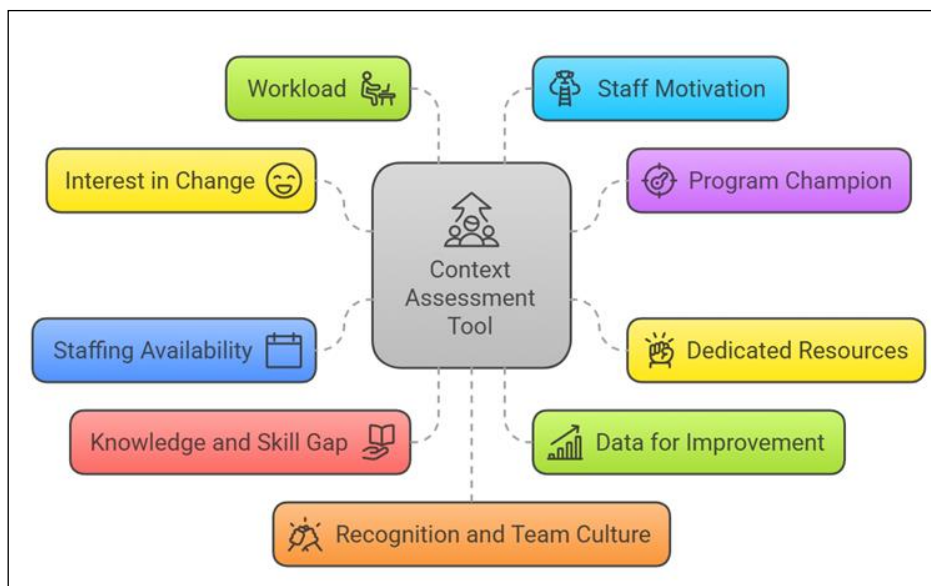 Workload
Staff Motivation
Interest in Change
Program Champion
Context
Assessment
Tool
Staffing Availability
Dedicated Resources
Knowledge and Skill Gap
Data for Improvement
Recognition and Team Culture